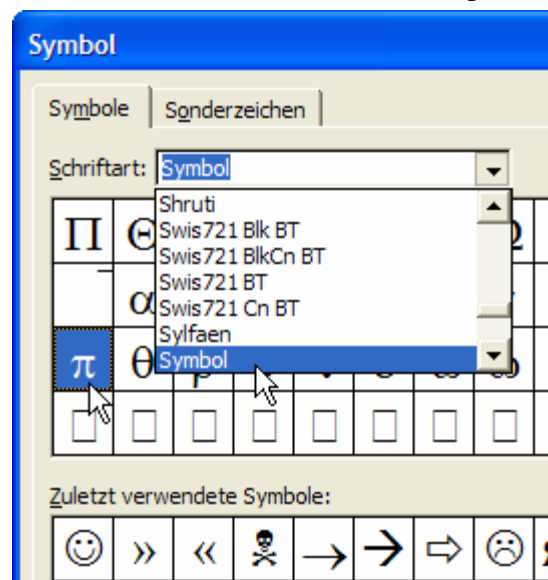 Symbol
Symbole Sonderzeichen
Schriftart: Symbol
Shruti
Swis721 Blk BT
Swis721 BlkCn BT
Swis721 BT
Swis721 Cn BT
Sylfaen
Symbol
Π Θ
α
π θ
Zuletzt verwendete Symbole:
☺ » « ☠ → → ⇨ ☹